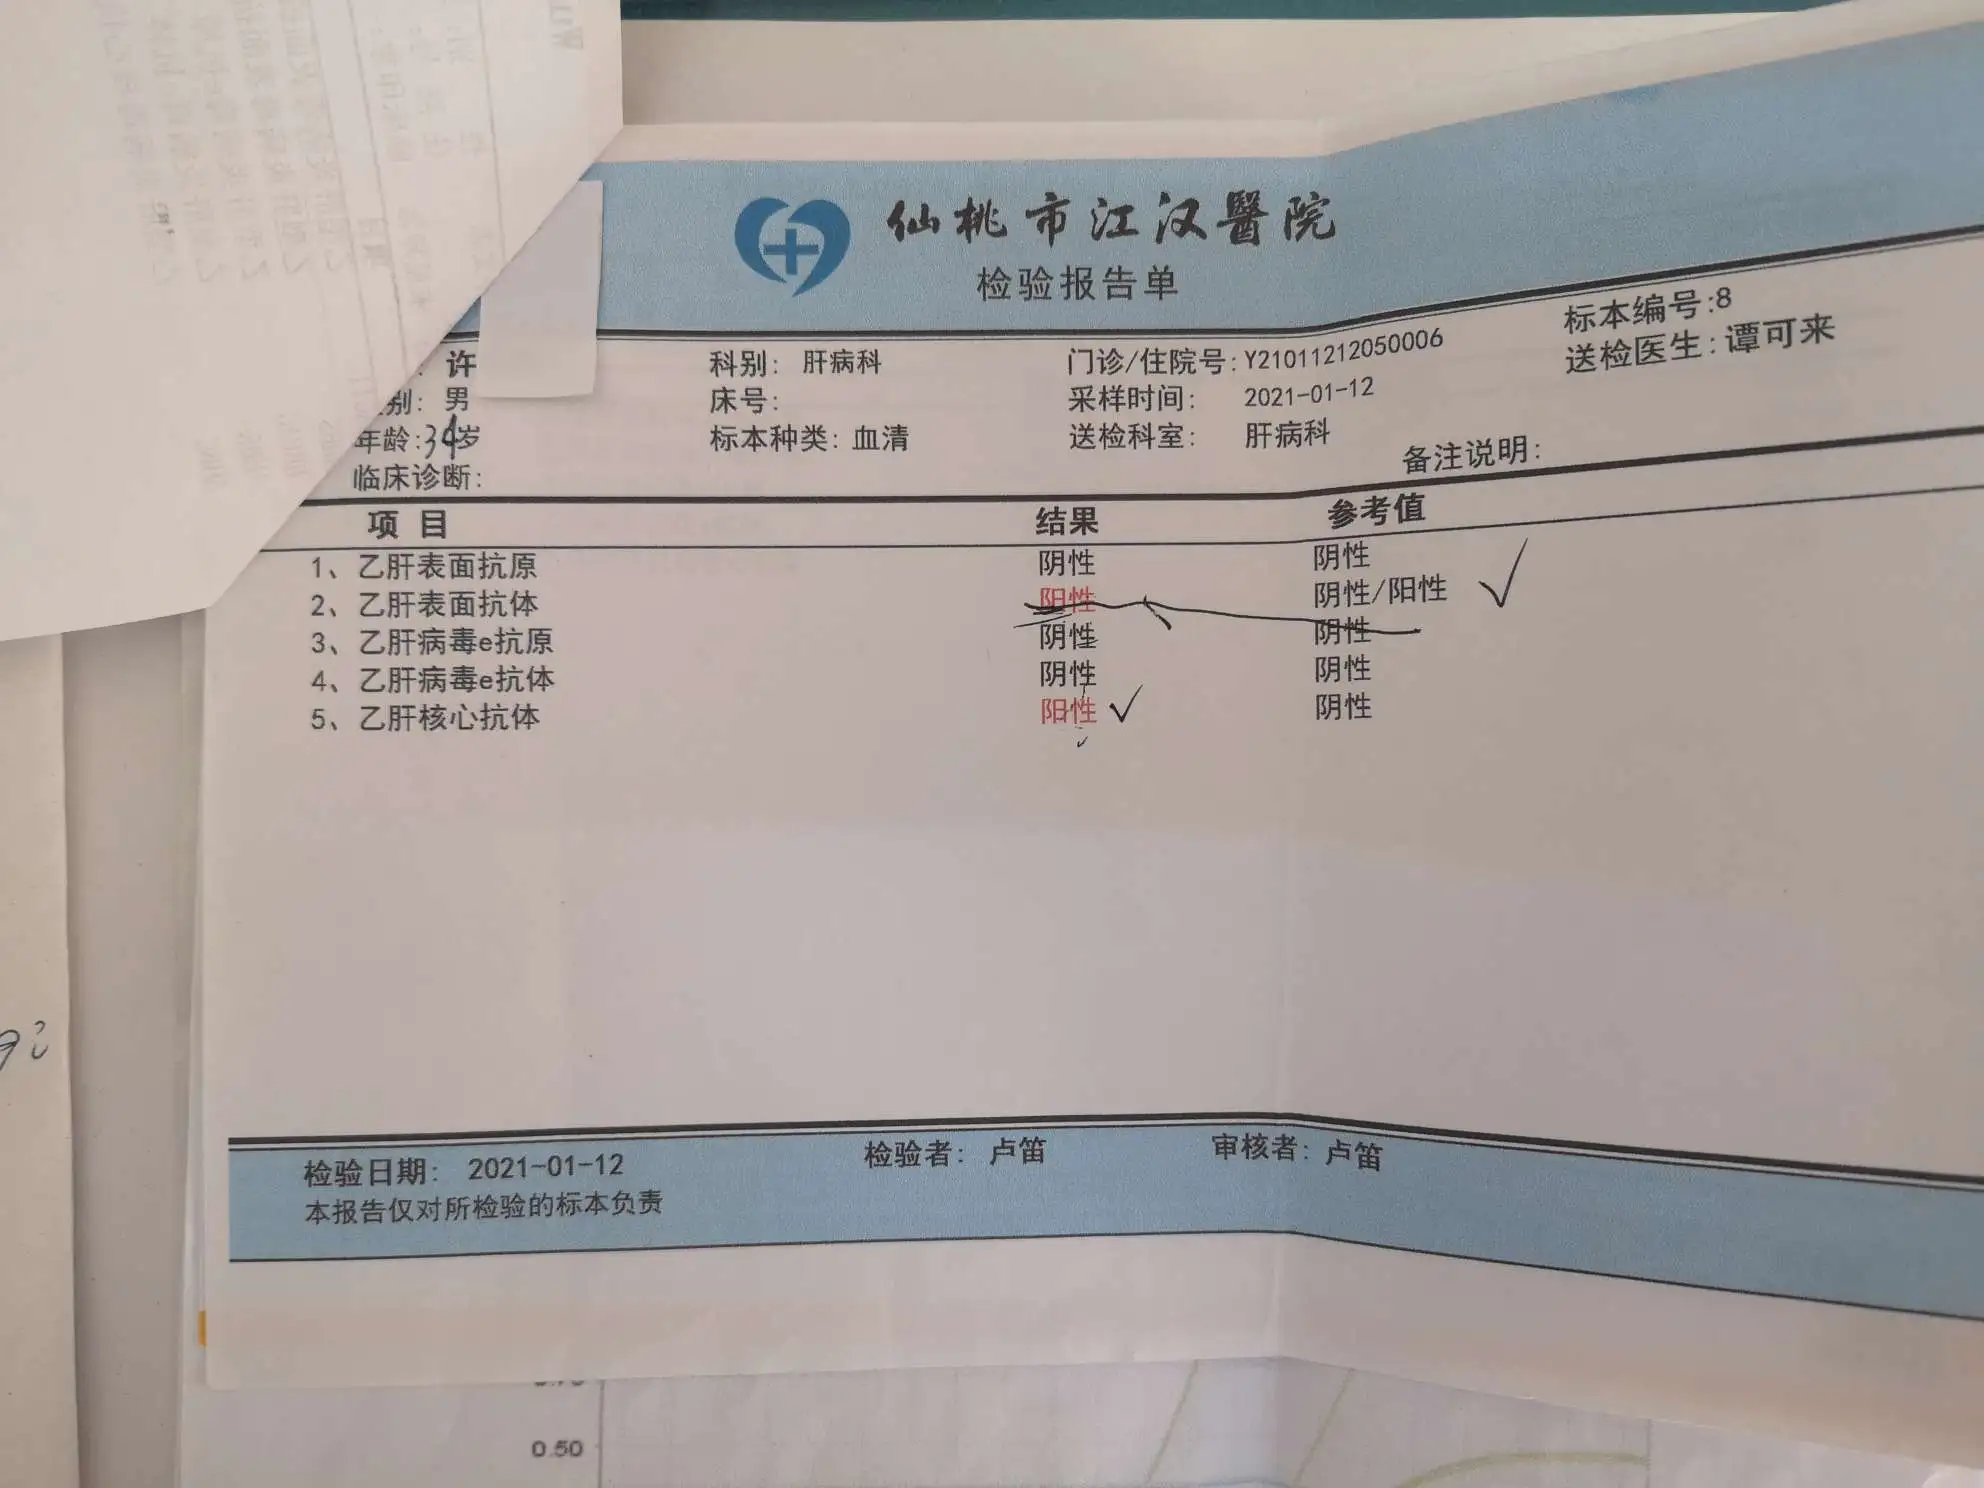 仙桃市江汉醫院
检验报告单
标本编号:8
: 许
科别: 肝病科
门诊/住院号:Y21011212050006
送检医生:谭可来
别: 男
床号:
采样时间: 2021-01-12
年龄:34岁
标本种类:血清
送检科室: 肝病科
临床诊断:
备注说明:
项 目 结果 参考值
1、乙肝表面抗原 阴性 阴性
2、乙肝表面抗体 阳性 阴性/阳性 ✓
3、乙肝病毒e抗原 阴性 阴性
4、乙肝病毒e抗体 阴性 阴性
5、乙肝核心抗体 阳性 ✓ 阴性
检验日期: 2021-01-12 检验者: 卢笛 审核者: 卢笛
本报告仅对所检验的标本负责
0.50